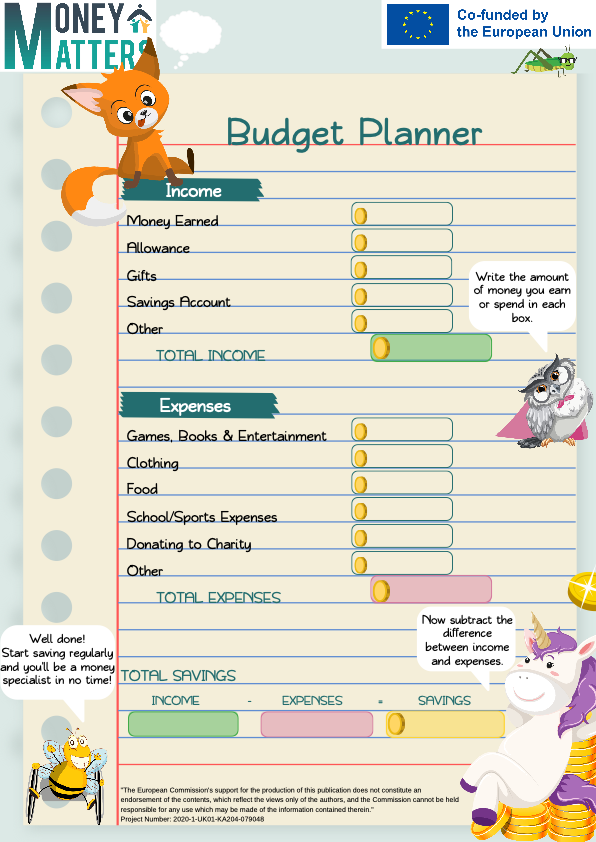 MONEY
MATTERS
Co-funded by
the European Union
Budget Planner
Income
Money Earned
Allowance
Gifts
Savings Account
Other
TOTAL INCOME
Write the amount
of money you earn
or spend in each
box.
Expenses
Games, Books & Entertainment
Clothing
Food
School/Sports Expenses
Donating to Charity
Other
TOTAL EXPENSES
Now subtract the
difference
between income
and expenses.
Well done!
Start saving regularly
and you'll be a money
specialist in no time!
TOTAL SAVINGS
INCOME - EXPENSES = SAVINGS
"The European Commission's support for the production of this publication does not constitute an
endorsement of the contents, which reflect the views only of the authors, and the Commission cannot be held
responsible for any use which may be made of the information contained therein."
Project Number: 2020-1-UK01-KA204-079048